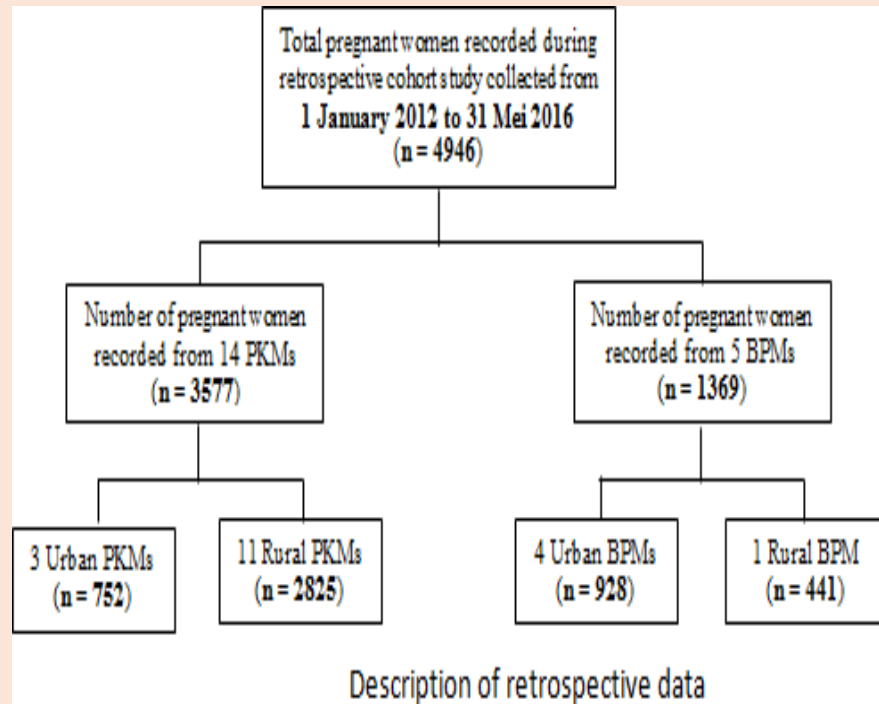 Total pregnant women recorded during
retrospective cohort study collected from
1 January 2012 to 31 Mei 2016
(n = 4946)
Number of pregnant women
recorded from 14 PKMs
(n = 3577)
Number of pregnant women
recorded from 5 BPMs
(n = 1369)
3 Urban PKMs
(n = 752)
11 Rural PKMs
(n = 2825)
4 Urban BPMs
(n = 928)
1 Rural BPM
(n = 441)
Description of retrospective data